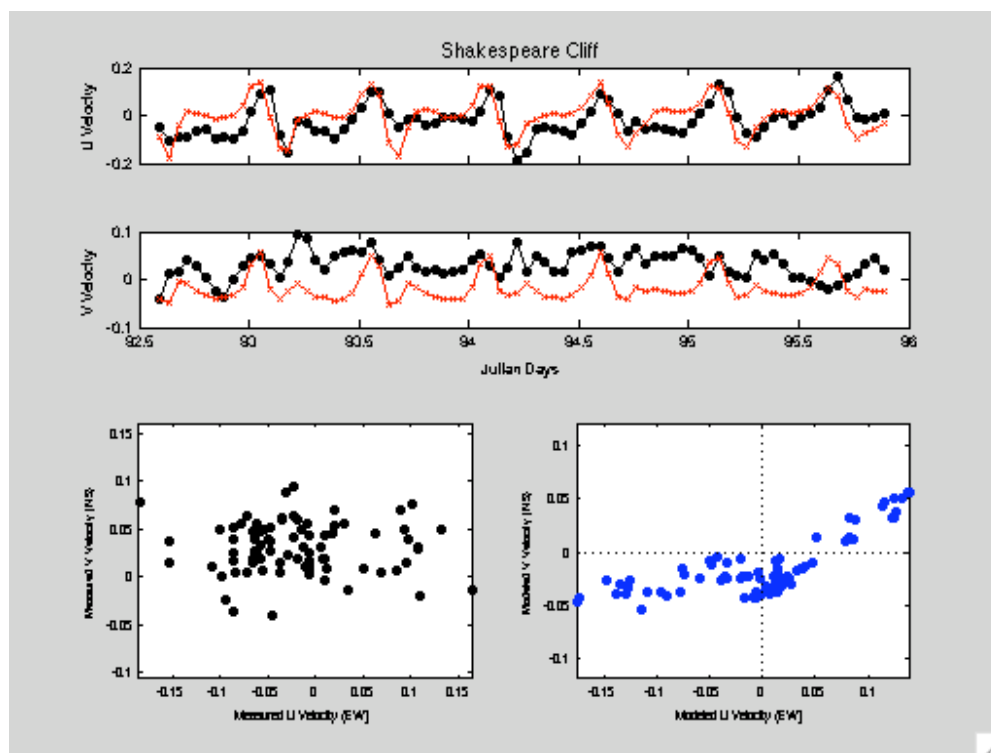 Shakespeare Cliff
0.2
0
-0.2
U Velocity
0.1
0
-0.1
V Velocity
92.5 93 93.5 94 94.5 95 95.5 96
Julian Days
0.15
0.1
0.05
0
-0.05
-0.1
Measured V Velocity (NS)
-0.15 -0.1 -0.05 0 0.05 0.1 0.15
Measured U Velocity (EW)
0.1
0.05
0
-0.05
-0.1
Modeled V Velocity (NS)
-0.15 -0.1 -0.05 0 0.05 0.1
Modeled U Velocity (EW)